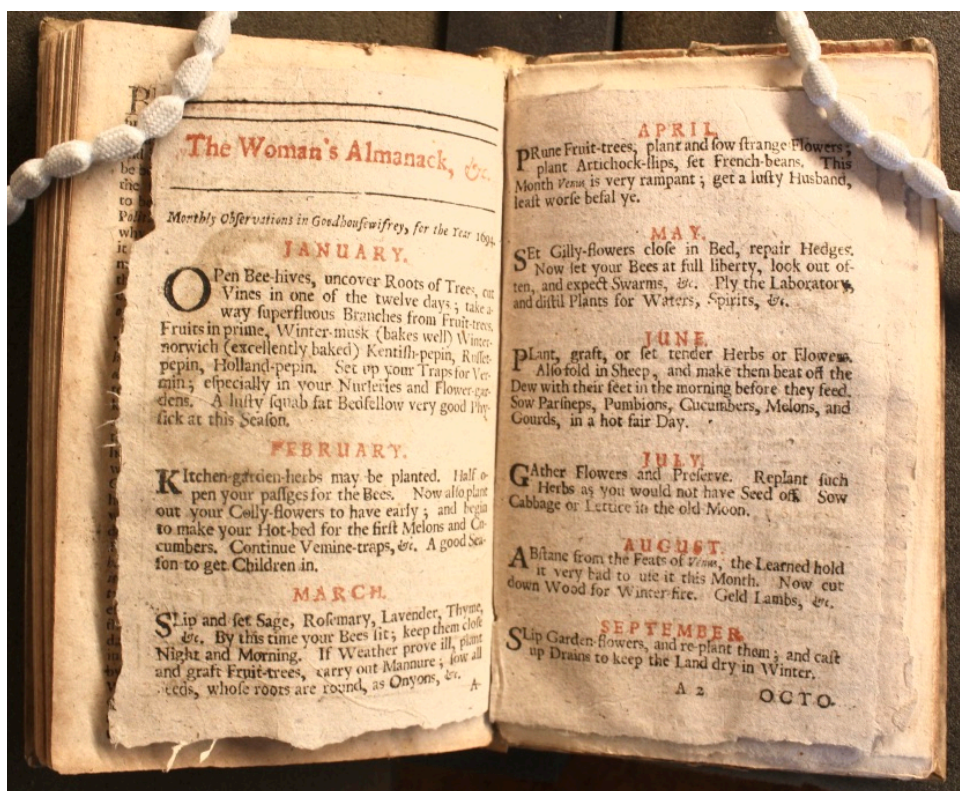 The Woman's Almanack, &c.
Monthly Obſervations in Goodhouſewifrey, for the Year 1694.
JANUARY.
OPen Bee-hives, uncover Roots of Trees, cut
Vines in one of the twelve days; take a-
way ſuperfluous Branches from Fruit-trees.
Fruits in prime, Winter-musk (bakes well) Winter-
norwich (excellently baked) Kentiſh-pepin, Ruſſet-
pepin, Holland-pepin. Set up your Traps for Ver-
min; eſpecially in your Nurſeries and Flower-gar-
dens. A luſty ſquab fat Bedfellow very good Phy-
ſick at this Seaſon.
FEBRUARY.
KItchen-garden-herbs may be planted. Half o-
pen your paſſges for the Bees. Now alſo plant
out your Colly-flowers to have early; and begin
to make your Hot-bed for the firſt Melons and Cu-
cumbers. Continue Vemine-traps, &c. A good Sea-
ſon to get Children in.
MARCH.
SLip and ſet Sage, Roſemary, Lavender, Thyme,
&c. By this time your Bees ſit; keep them cloſe
Night and Morning. If Weather prove ill, plant
and graft Fruit-trees, carry out Mannure; ſow all
Seeds, whoſe roots are round, as Onyons, &c.
A
APRIL.
PRune Fruit-trees, plant and ſow ſtrange Flowers;
plant Artichock-ſlips, ſet French-beans. This
Month Venus is very rampant; get a luſty Husband,
leaſt worſe befal ye.
MAY.
SEt Gilly-flowers cloſe in Bed, repair Hedges.
Now let your Bees at full liberty, look out of-
ten, and expect Swarms, &c. Ply the Laboratory,
and diſtil Plants for Waters, Spirits, &c.
JUNE.
PLant, graft, or ſet tender Herbs or Flowers.
Alſo fold in Sheep, and make them beat off the
Dew with their feet in the morning before they feed.
Sow Parſneps, Pumbions, Cucumbers, Melons, and
Gourds, in a hot fair Day.
JULY.
GAther Flowers and Preſerve. Replant ſuch
Herbs as you would not have Seed off. Sow
Cabbage or Lettice in the old Moon.
AUGUST.
ABſtane from the Feats of Venus, the Learned hold
it very bad to uſe it this Month. Now cut
down Wood for Winter-fire. Geld Lambs, &c.
SEPTEMBER.
SLip Garden-flowers, and re-plant them; and caſt
up Drains to keep the Land dry in Winter.
A 2 OCTO-